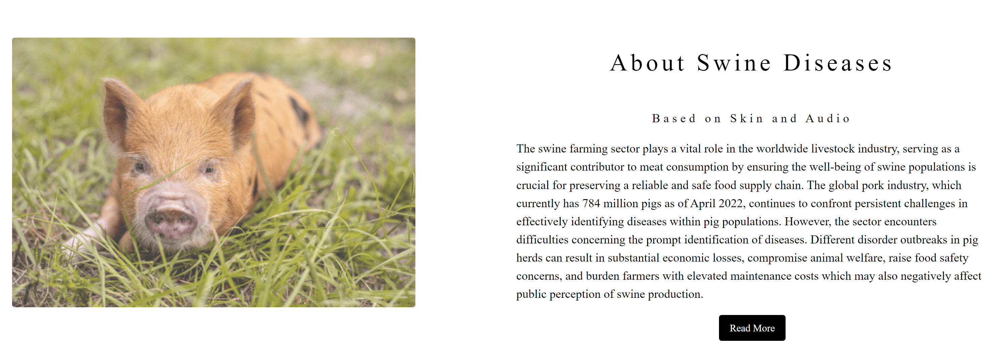 About Swine Diseases
Based on Skin and Audio
The swine farming sector plays a vital role in the worldwide livestock industry, serving as a
significant contributor to meat consumption by ensuring the well-being of swine populations is
crucial for preserving a reliable and safe food supply chain. The global pork industry, which
currently has 784 million pigs as of April 2022, continues to confront persistent challenges in
effectively identifying diseases within pig populations. However, the sector encounters
difficulties concerning the prompt identification of diseases. Different disorder outbreaks in pig
herds can result in substantial economic losses, compromise animal welfare, raise food safety
concerns, and burden farmers with elevated maintenance costs which may also negatively affect
public perception of swine production.
Read More